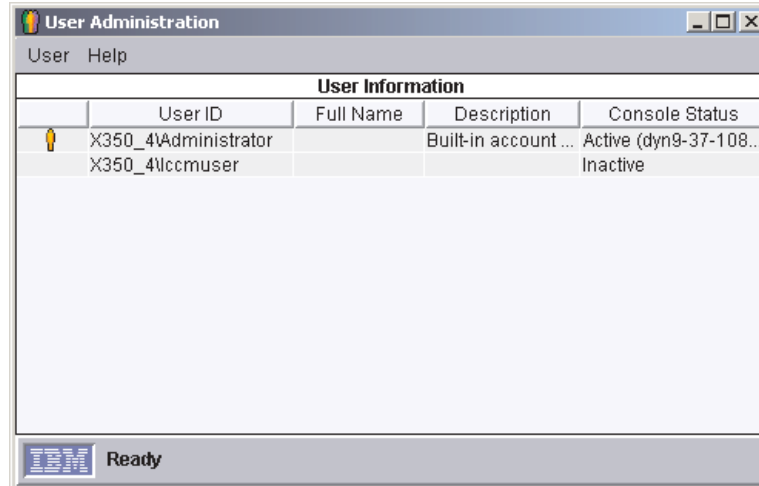 User Administration
User Help
User Information
User ID Full Name Description Console Status
X350_4\Administrator Built-in account ... Active (dyn9-37-108...
X350_4\lccmuser Inactive
IBM Ready